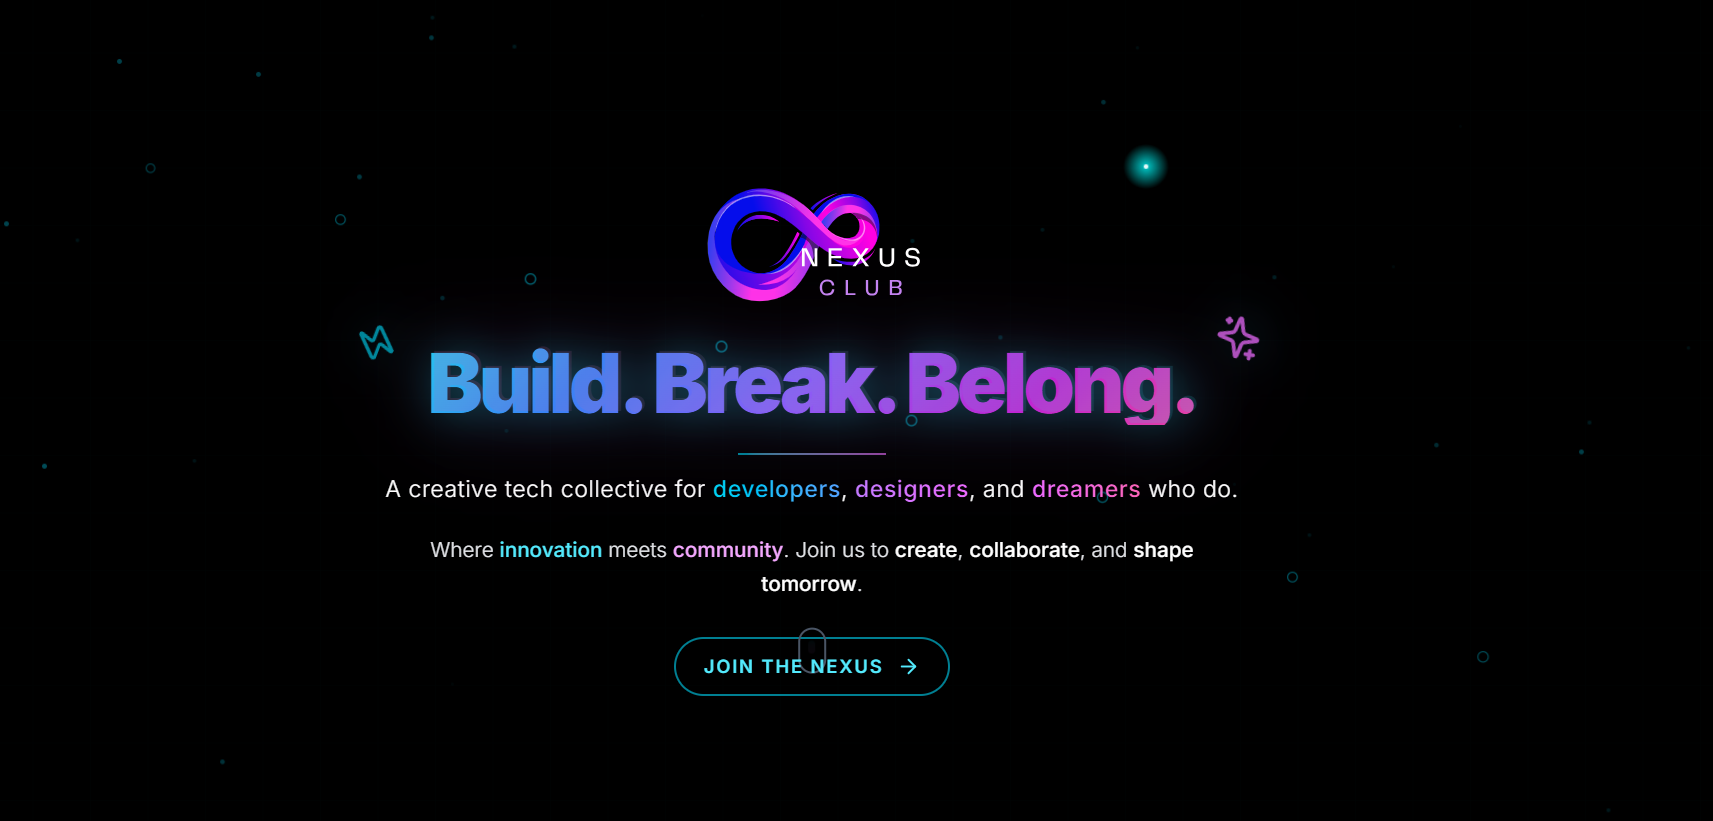 NEXUS
CLUB
Build. Break. Belong.
A creative tech collective for developers, designers, and dreamers who do.
Where innovation meets community. Join us to create, collaborate, and shape
tomorrow.
JOIN THE NEXUS →